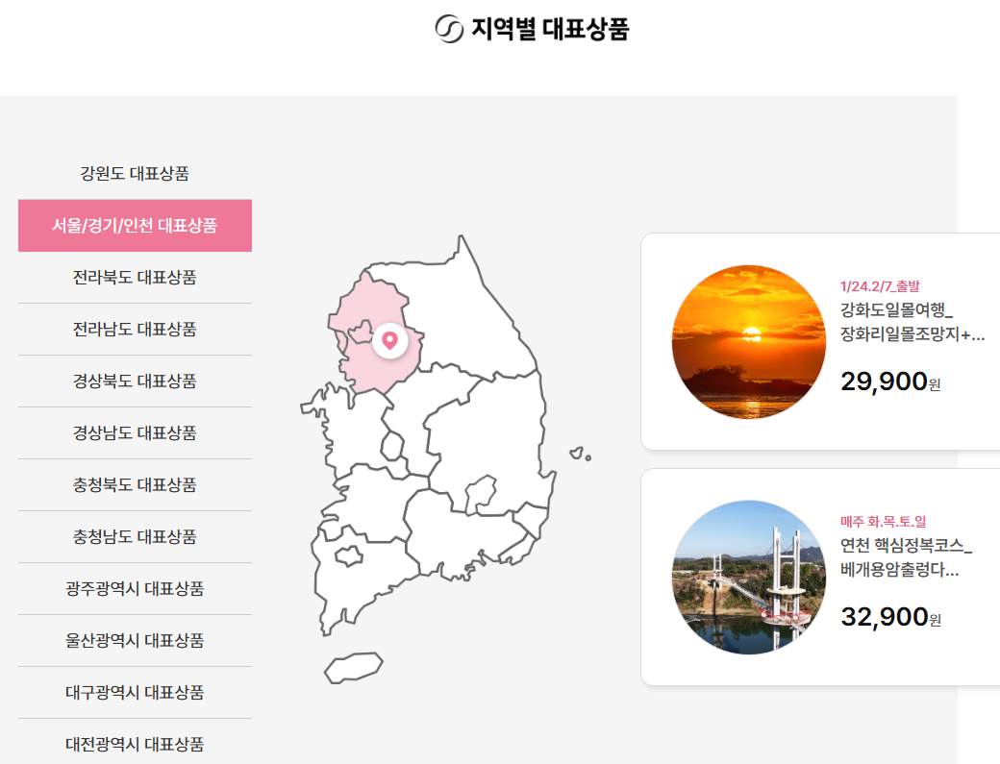 지역별 대표상품
강원도 대표상품
서울/경기/인천 대표상품
전라북도 대표상품
전라남도 대표상품
경상북도 대표상품
경상남도 대표상품
충청북도 대표상품
충청남도 대표상품
광주광역시 대표상품
울산광역시 대표상품
대구광역시 대표상품
대전광역시 대표상품
1/24.2/7_출발
강화도일몰여행_
장화리일몰조망지+...
29,900원
매주 화.목.토.일
연천 핵심정복코스_
베개용암출렁다...
32,900원